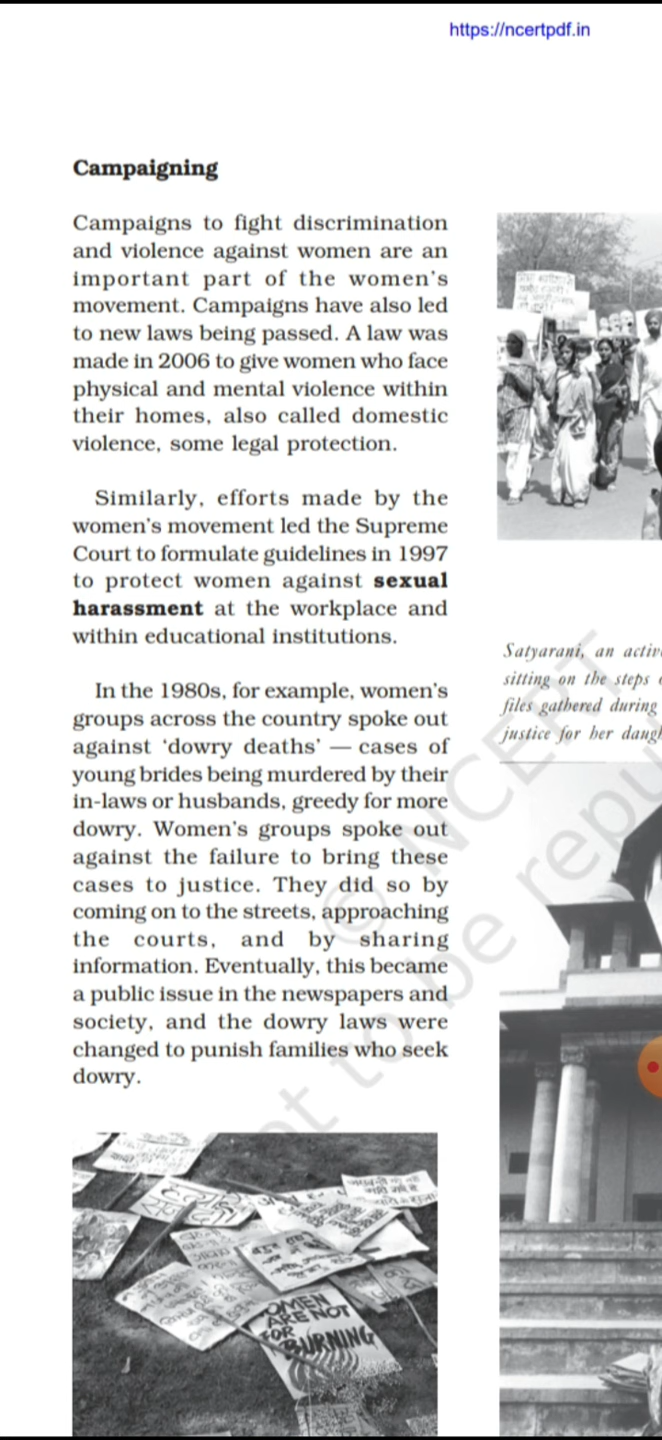 https://ncertpdf.in
Campaigning
Campaigns to fight discrimination
and violence against women are an
important part of the women's
movement. Campaigns have also led
to new laws being passed. A law was
made in 2006 to give women who face
physical and mental violence within
their homes, also called domestic
violence, some legal protection.
Similarly, efforts made by the
women's movement led the Supreme
Court to formulate guidelines in 1997
to protect women against sexual
harassment at the workplace and
within educational institutions.
In the 1980s, for example, women's
groups across the country spoke out
against 'dowry deaths' — cases of
young brides being murdered by their
in-laws or husbands, greedy for more
dowry. Women's groups spoke out
against the failure to bring these
cases to justice. They did so by
coming on to the streets, approaching
the courts, and by sharing
information. Eventually, this became
a public issue in the newspapers and
society, and the dowry laws were
changed to punish families who seek
dowry.
Satyarani, an activ
sitting on the steps
files gathered during
justice for her daugh
© NCERT
not to be repu
OMEN
ARE NOT
FOR
BURNING